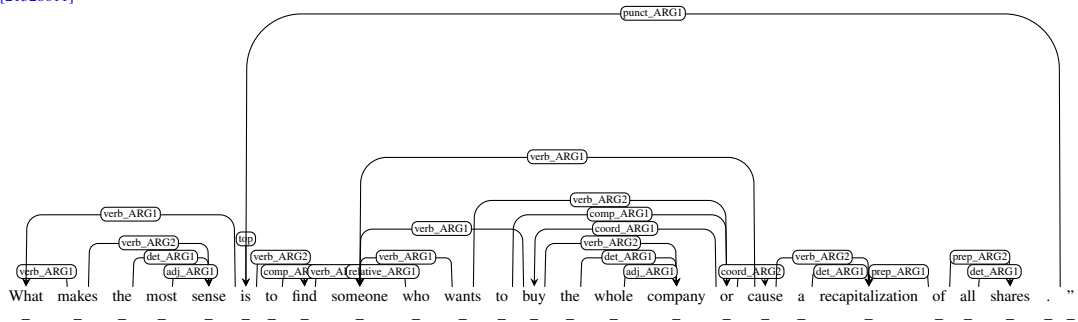 punct_ARG1
verb_ARG1
verb_ARG2
verb_ARG1 top comp_ARG1
verb_ARG1 coord_ARG1
verb_ARG2 verb_ARG2
det_ARG1 verb_ARG2 verb_ARG1 det_ARG1 verb_ARG2 prep_ARG2
verb_ARG1 adj_ARG1 relative_ARG1 adj_ARG1 coord_ARG2 det_ARG1 prep_ARG1 det_ARG1
What makes the most sense is to find someone who wants to buy the whole company or cause a recapitalization of all shares . ”
_ _ _ _ _ _ _ _ _ _ _ _ _ _ _ _ _ _ _ _ _ _ _ _ _